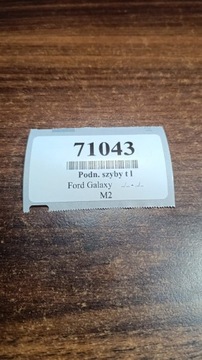 71043
Podn. szyby t l
Ford Galaxy
M2